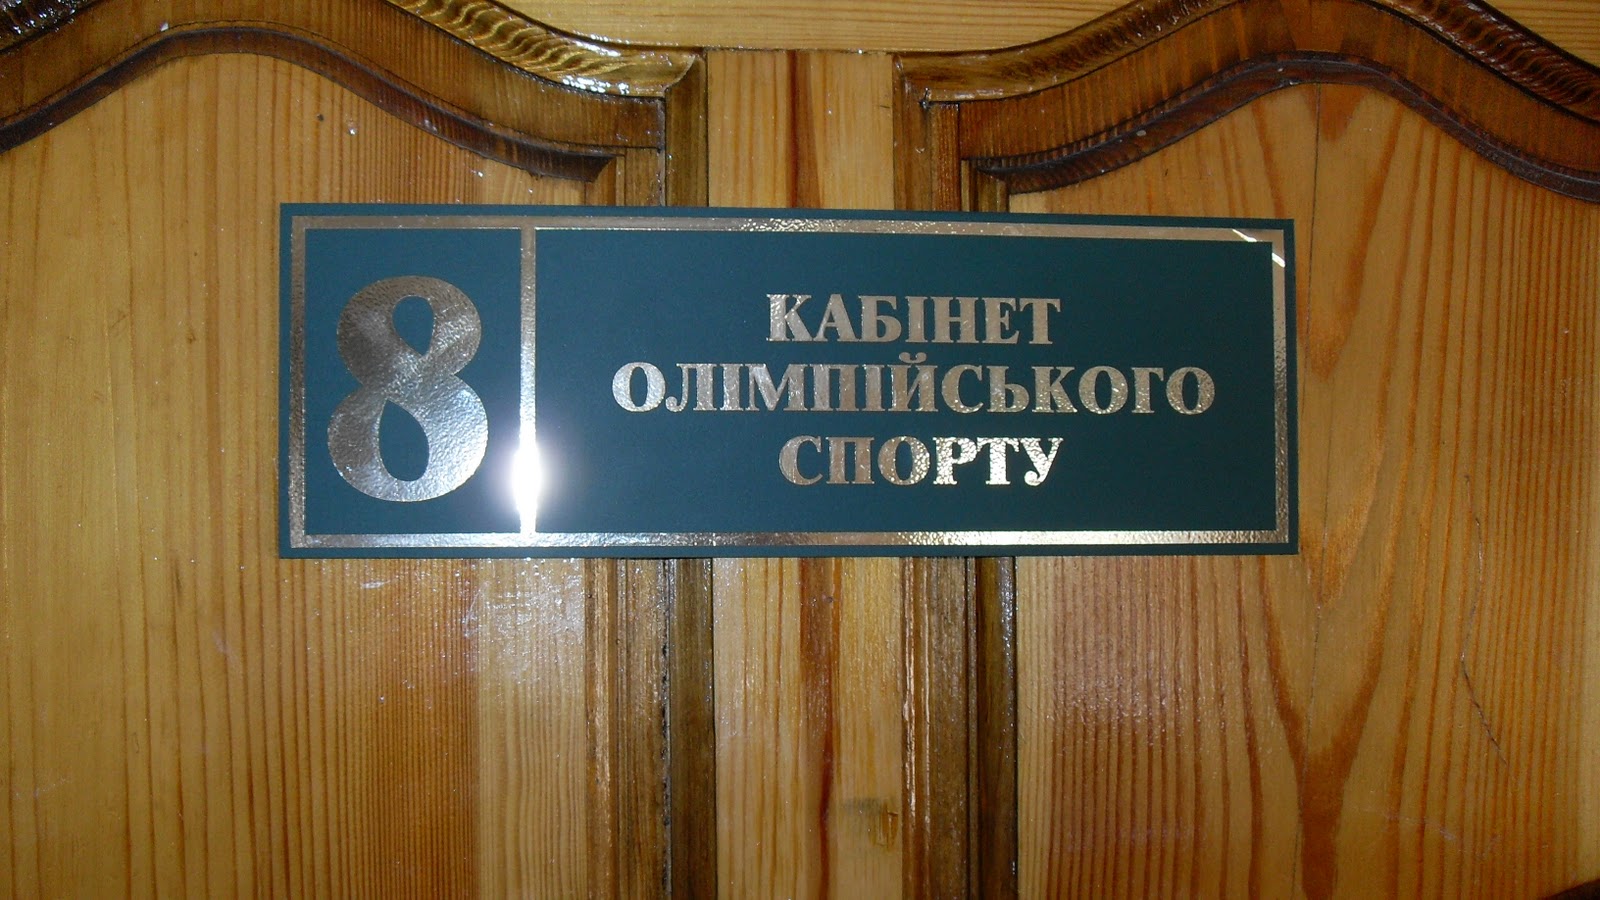 8
КАБІНЕТ
ОЛІМПІЙСЬКОГО
СПОРТУ